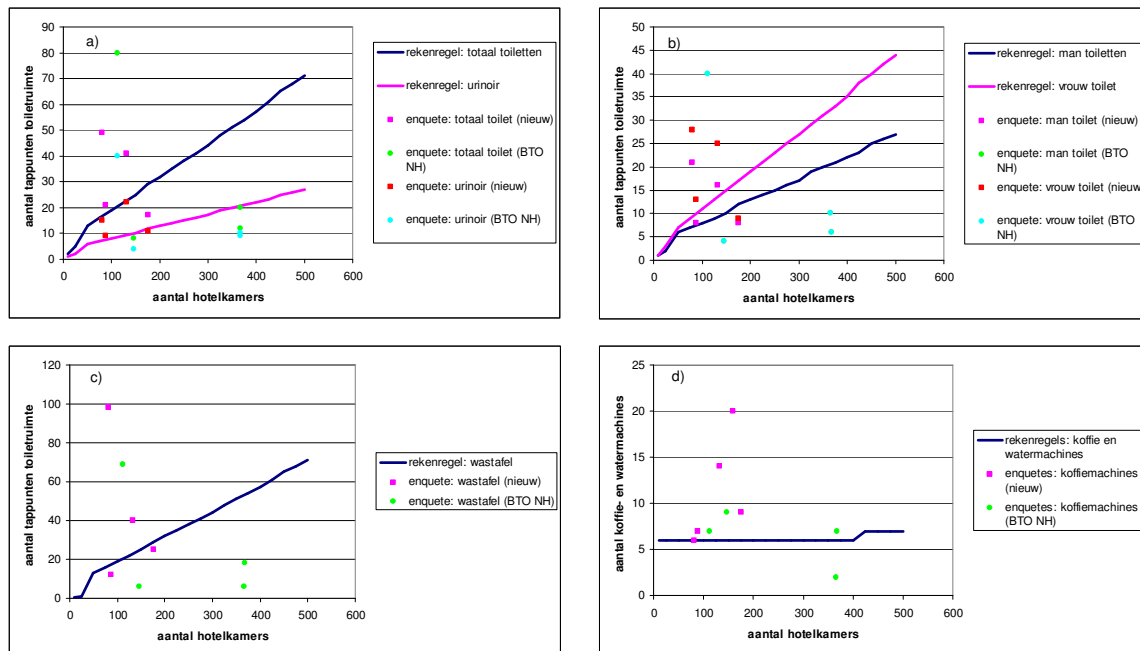 a)
aantal tappunten toiletruimte
90
80
70
60
50
40
30
20
10
0
0 100 200 300 400 500 600
aantal hotelkamers
rekenregel: totaal toiletten
rekenregel: urinoir
enquete: totaal toilet (nieuw)
enquete: totaal toilet (BTO
NH)
enquete: urinoir (nieuw)
enquete: urinoir (BTO NH)
b)
aantal tappunten toiletruimte
50
45
40
35
30
25
20
15
10
5
0
0 100 200 300 400 500 600
aantal hotelkamers
rekenregel: man toiletten
rekenregel: vrouw toilet
enquete: man toilet (nieuw)
enquete: man toilet (BTO
NH)
enquete: vrouw toilet (nieuw
enquete: vrouw toilet (BTO
NH)
c)
aantal tappunten toiletruimte
120
100
80
60
40
20
0
0 100 200 300 400 500 600
aantal hotelkamers
rekenregel: wastafel
enquete: wastafel (nieuw)
enquete: wastafel (BTO NH)
d)
aantal koffie- en watermachines
25
20
15
10
5
0
0 100 200 300 400 500 600
aantal hotelkamers
rekenregels: koffie en
watermachines
enquetes: koffiemachines
(nieuw)
enquetes: koffiemachines
(BTO NH)